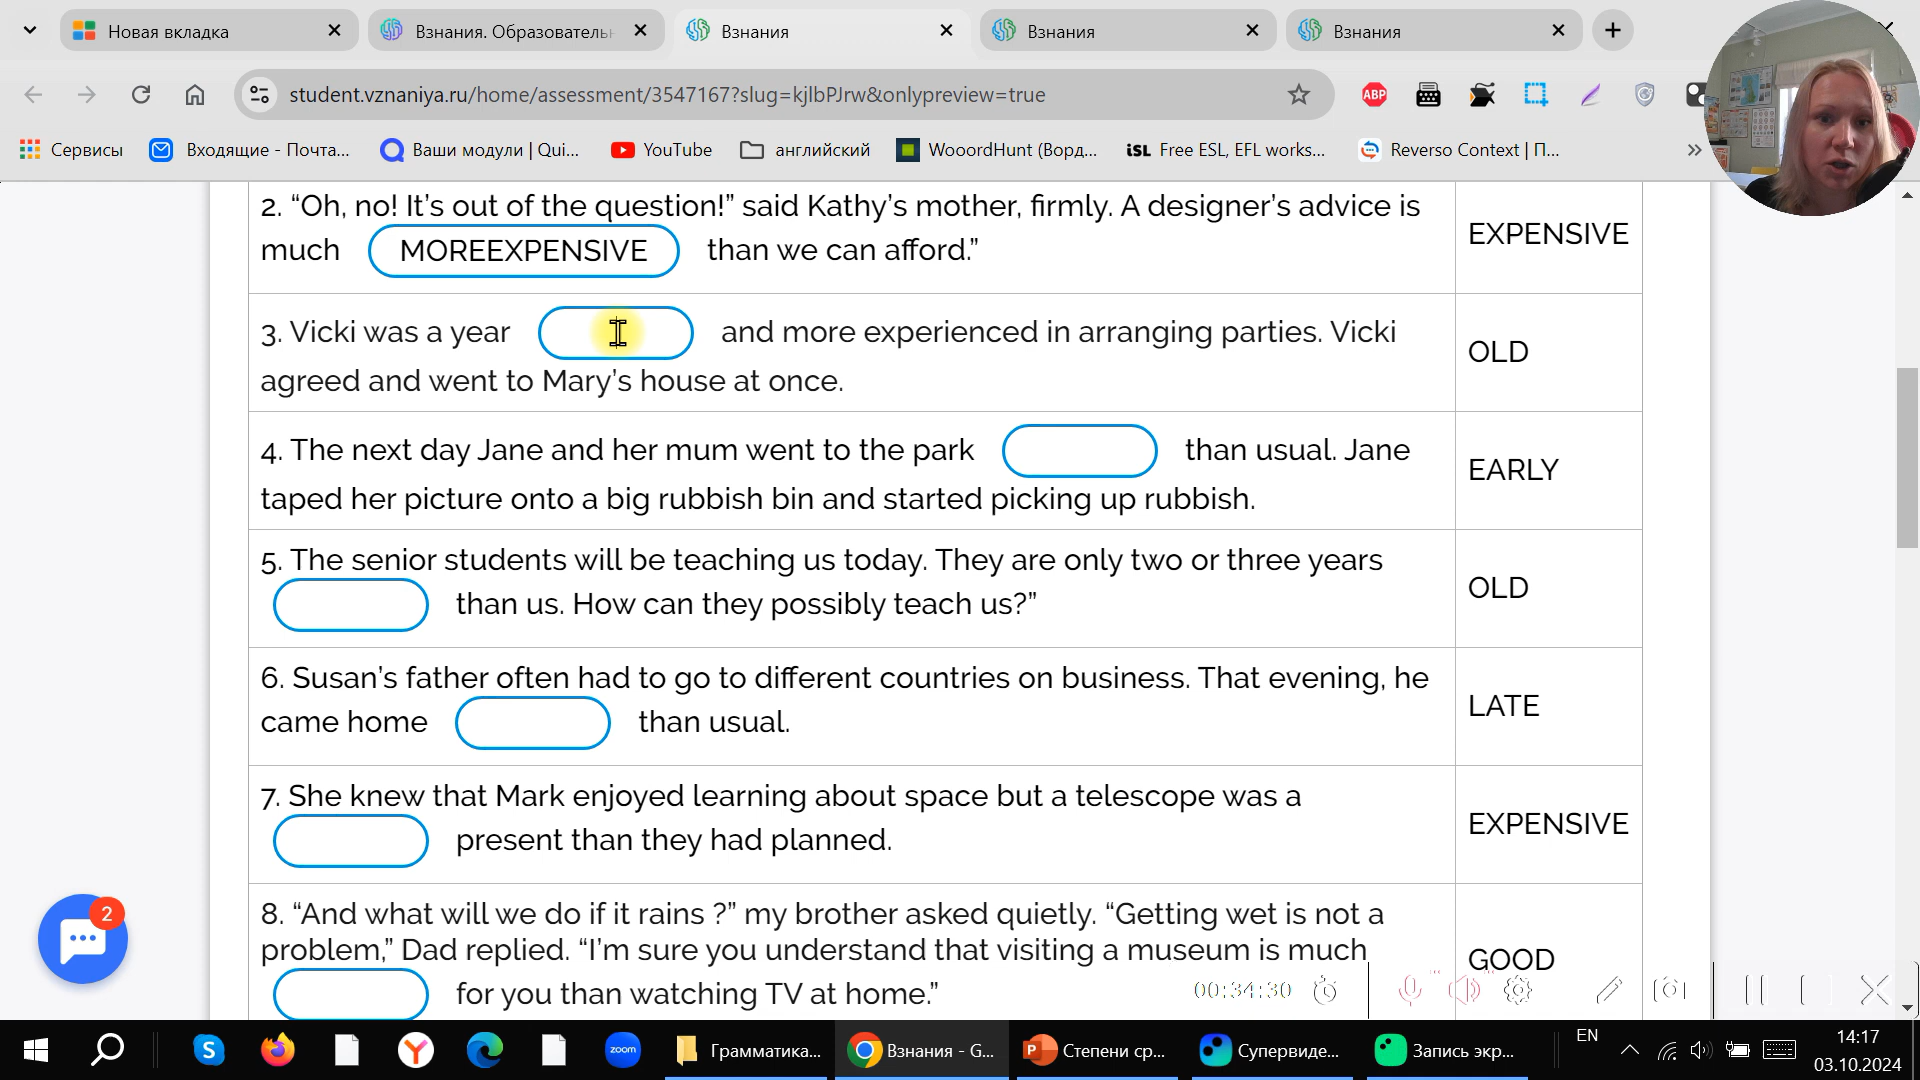 Новая вкладка
Взнания. Образователь
Взнания
Взнания
Взнания
student.vznaniya.ru/home/assessment/3547167?slug=kjlbPJrw&onlypreview=true
ABP
Сервисы
Входящие - Почта...
Ваши модули | Qui...
YouTube
английский
WooordHunt (Ворд...
iSL Free ESL, EFL works...
Reverso Context | П...
2. “Oh, no! It’s out of the question!” said Kathy’s mother, firmly. A designer’s advice is
much MOREEXPENSIVE than we can afford.”
EXPENSIVE
3. Vicki was a year and more experienced in arranging parties. Vicki
agreed and went to Mary’s house at once.
OLD
4. The next day Jane and her mum went to the park than usual. Jane
taped her picture onto a big rubbish bin and started picking up rubbish.
EARLY
5. The senior students will be teaching us today. They are only two or three years
than us. How can they possibly teach us?”
OLD
6. Susan’s father often had to go to different countries on business. That evening, he
came home than usual.
LATE
7. She knew that Mark enjoyed learning about space but a telescope was a
present than they had planned.
EXPENSIVE
8. “And what will we do if it rains ?” my brother asked quietly. “Getting wet is not a
problem,” Dad replied. “I’m sure you understand that visiting a museum is much
for you than watching TV at home.”
GOOD
2
00:34:30
zoom
Грамматика...
Взнания - G...
Степени ср...
Супервиде...
Запись экр...
EN
14:17
03.10.2024